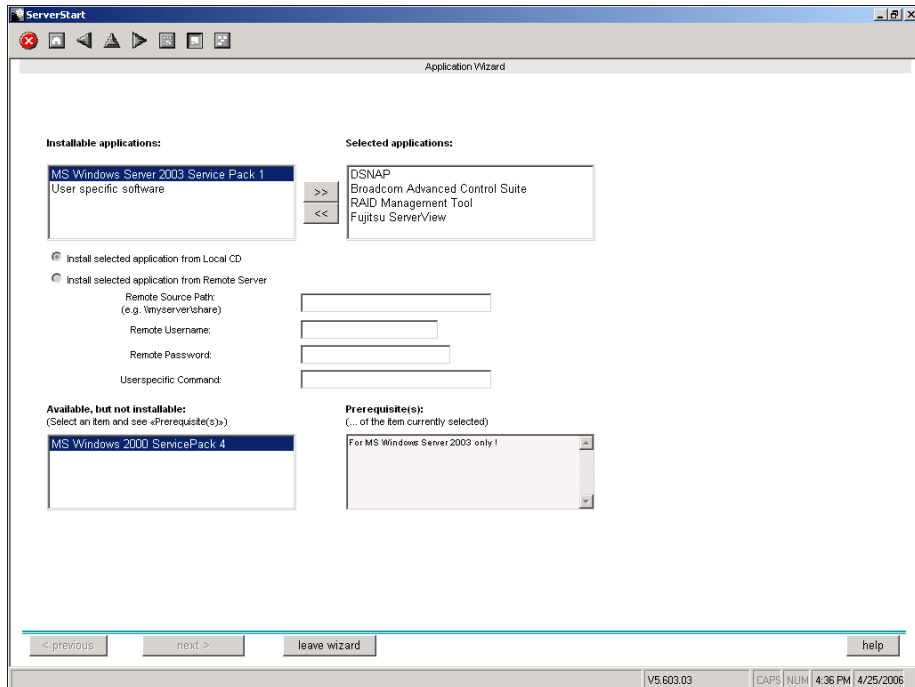 ServerStart
Application Wizard
Installable applications:
Selected applications:
MS Windows Server 2003 Service Pack 1
User specific software
>>
<<
DSNAP
Broadcom Advanced Control Suite
RAID Management Tool
Fujitsu ServerView
Install selected application from Local CD
Install selected application from Remote Server
Remote Source Path:
(e.g. \\myserver\share)
Remote Username:
Remote Password:
Userspecific Command:
Available, but not installable:
(Select an item and see «Prerequisite(s)»)
Prerequisite(s):
(... of the item currently selected)
MS Windows 2000 ServicePack 4
For MS Windows Server 2003 only !
< previous
next >
leave wizard
help
V5.603.03
CAPS
NUM
4:36 PM
4/25/2006